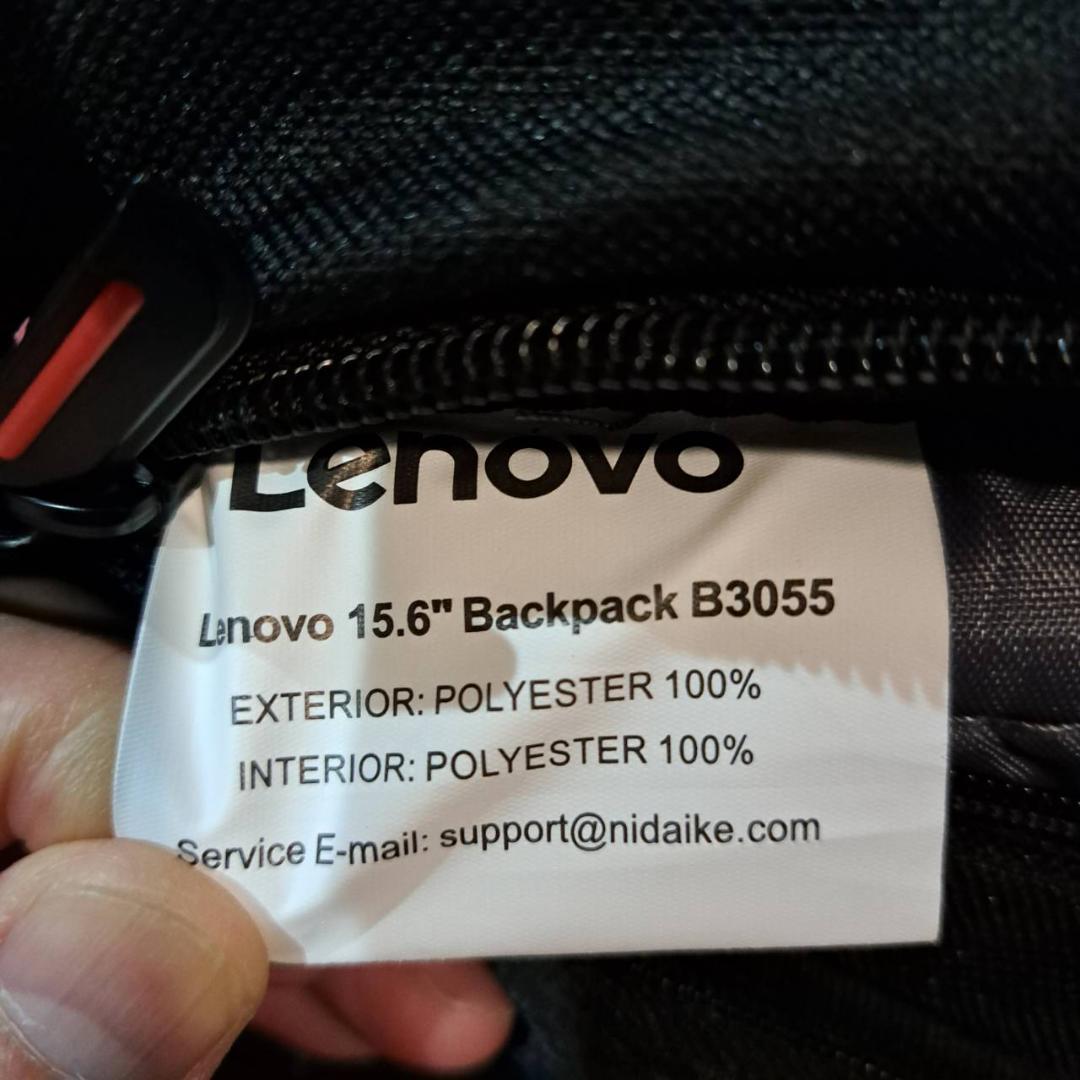 Lenovo
Lenovo 15.6" Backpack B3055
EXTERIOR: POLYESTER 100%
INTERIOR: POLYESTER 100%
Service E-mail: support@nidaike.com